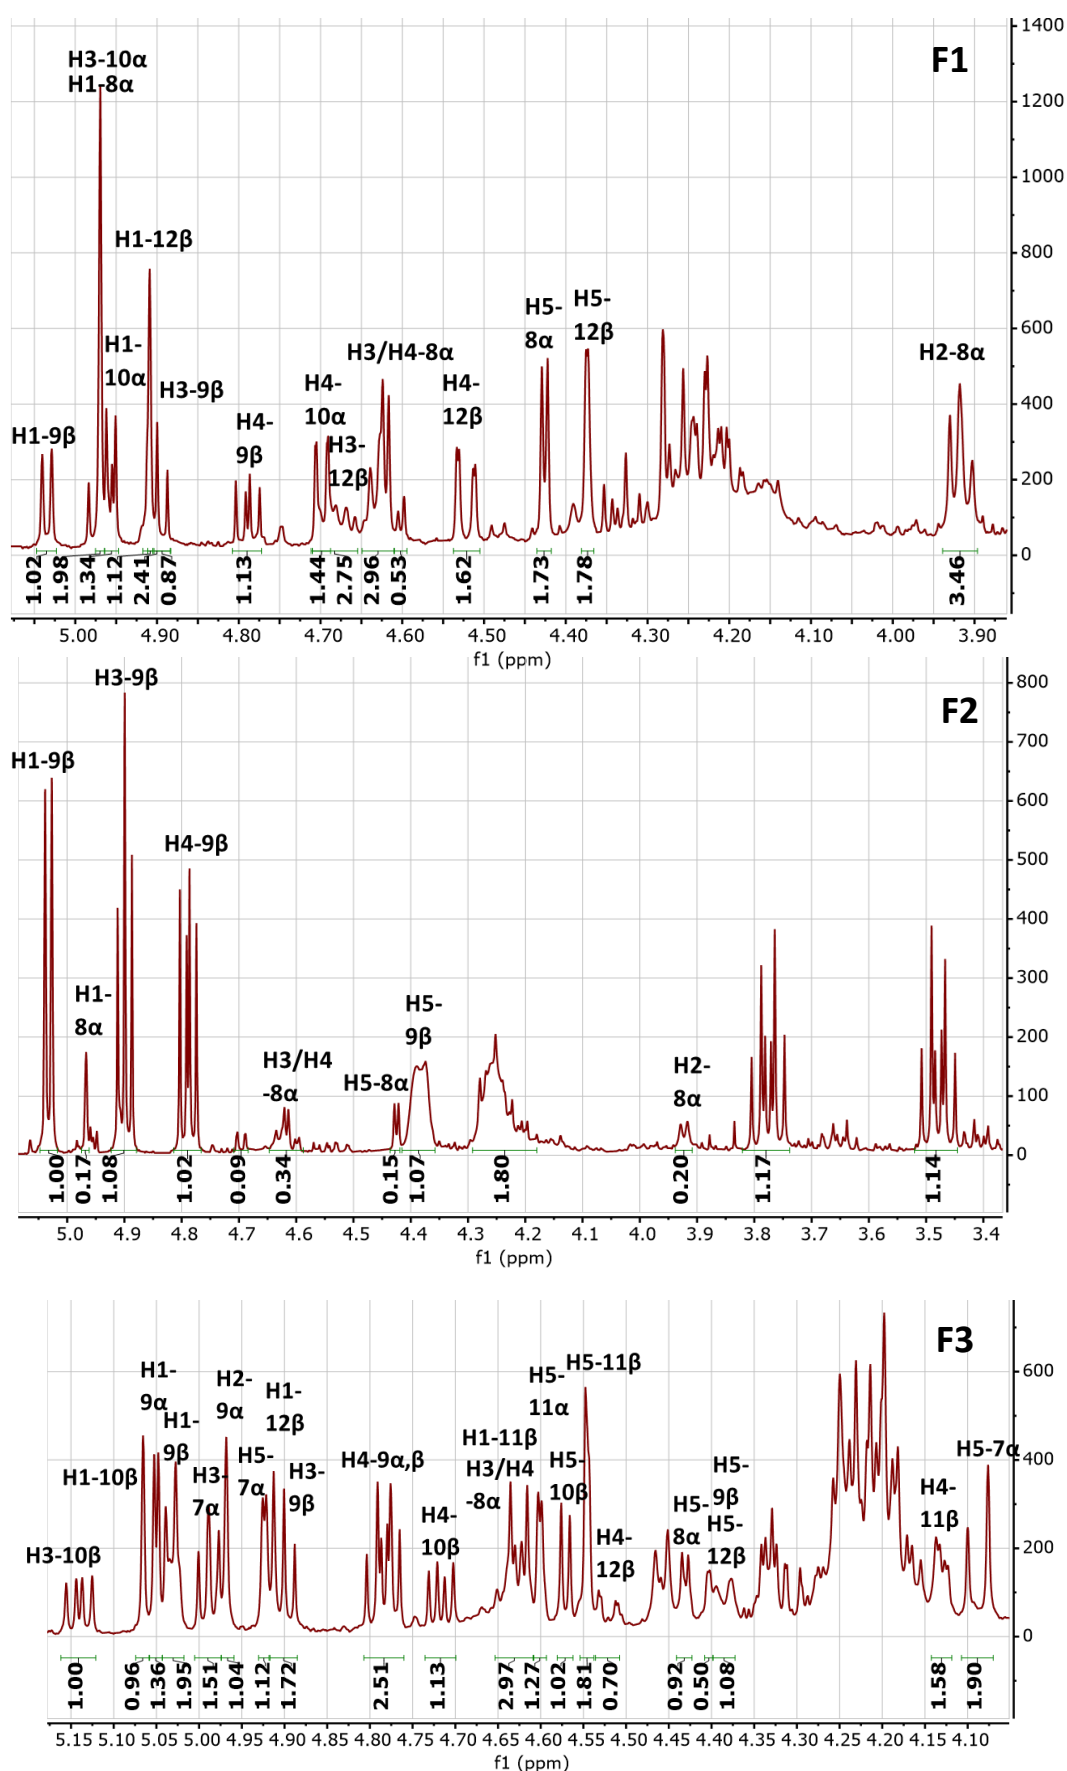 F1
H3-10α
H1-8α
H1-12β
H1-
10α
H3-9β
H1-9β
H4-
9β
H4-
10α
H3-
12β
H3/H4-8α
H4-
12β
H5-
8α
H5-
12β
H2-8α
1400
1200
1000
800
600
400
200
0
1.02
1.98
1.34
1.12
2.41
0.87
1.13
1.44
2.75
2.96
0.53
1.62
1.73
1.78
3.46
5.00 4.90 4.80 4.70 4.60 4.50 4.40 4.30 4.20 4.10 4.00 3.90
f1 (ppm)
F2
H3-9β
H1-9β
H4-9β
H1-
8α
H3/H4
-8α
H5-8α
H5-
9β
H2-
8α
800
700
600
500
400
300
200
100
0
1.00
0.17
1.08
1.02
0.09
0.34
0.15
1.07
1.80
0.20
1.17
1.14
5.0 4.9 4.8 4.7 4.6 4.5 4.4 4.3 4.2 4.1 4.0 3.9 3.8 3.7 3.6 3.5 3.4
f1 (ppm)
F3
H3-10β
H1-10β
H1-
9α
H1-
9β
H3-
7α
H2-
9α
H5-
7α
H1-
12β
H3-
9β
H4-9α,β
H4-
10β
H1-11β
H3/H4
-8α
H5-
11α
H5-
10β
H5-11β
H4-
12β
H5-
8α
H5-
9β
H5-
12β
H4-
11β
H5-7α
600
400
200
0
1.00
0.96
1.36
1.95
1.51
1.04
1.12
1.72
2.51
1.13
2.97
1.27
1.02
1.81
0.70
0.92
0.50
1.08
1.58
1.90
5.15 5.10 5.05 5.00 4.95 4.90 4.85 4.80 4.75 4.70 4.65 4.60 4.55 4.50 4.45 4.40 4.35 4.30 4.25 4.20 4.15 4.10
f1 (ppm)